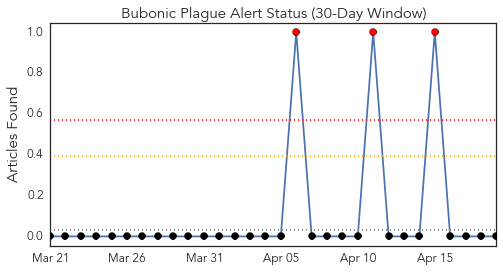 Bubonic Plague Alert Status (30-Day Window)
Articles Found
1.0
0.8
0.6
0.4
0.2
0.0
Mar 21 Mar 26 Mar 31 Apr 05 Apr 10 Apr 15